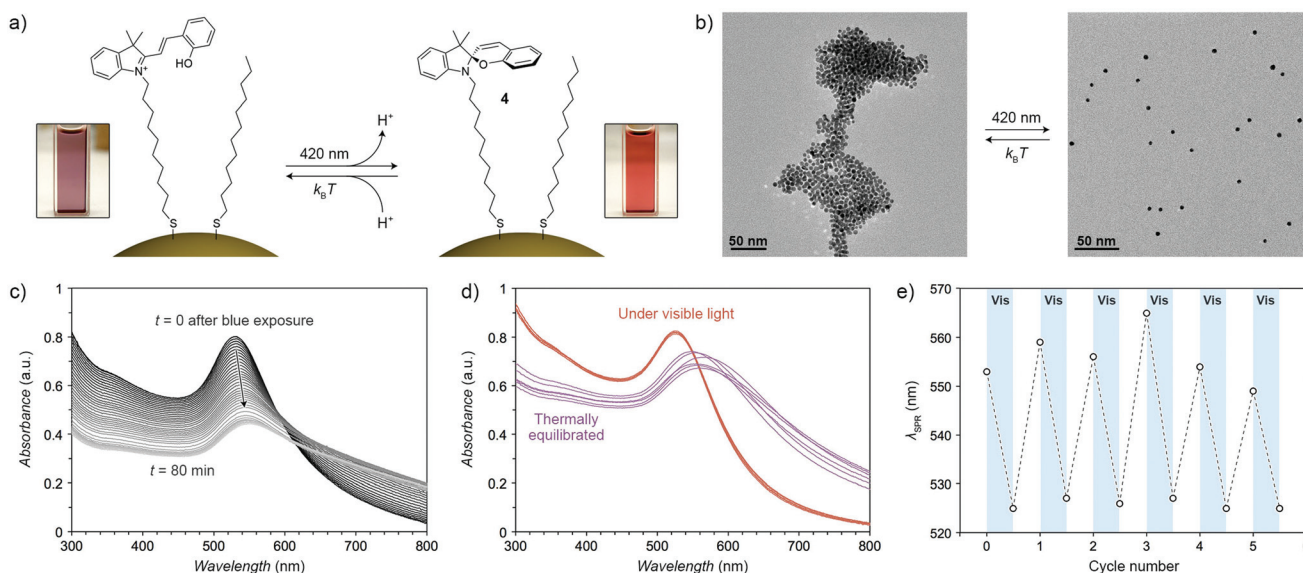 a)
HO
N+
S
S
420 nm
kBT
H+
H+
N
O
4
S
S
b)
50 nm
420 nm
kBT
50 nm
c)
Absorbance (a.u.)
1
0.8
0.6
0.4
0.2
0
t = 0 after blue exposure
t = 80 min
300 400 500 600 700 800
Wavelength (nm)
d)
Absorbance (a.u.)
1
0.8
0.6
0.4
0.2
0
Under visible light
Thermally
equilibrated
300 400 500 600 700 800
Wavelength (nm)
e)
λSPR (nm)
570
560
550
540
530
520
Vis Vis Vis Vis Vis Vis
0 1 2 3 4 5
Cycle number